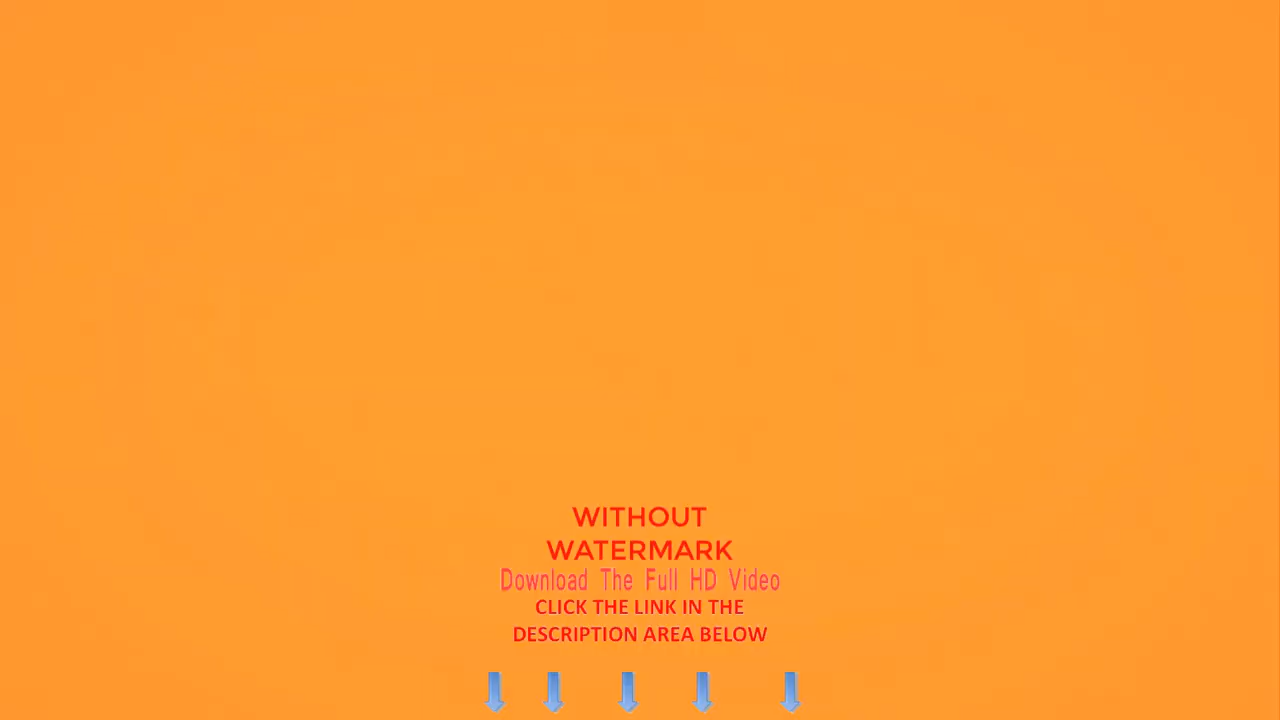 WITHOUT
WATERMARK
Download The Full HD Video
CLICK THE LINK IN THE
DESCRIPTION AREA BELOW